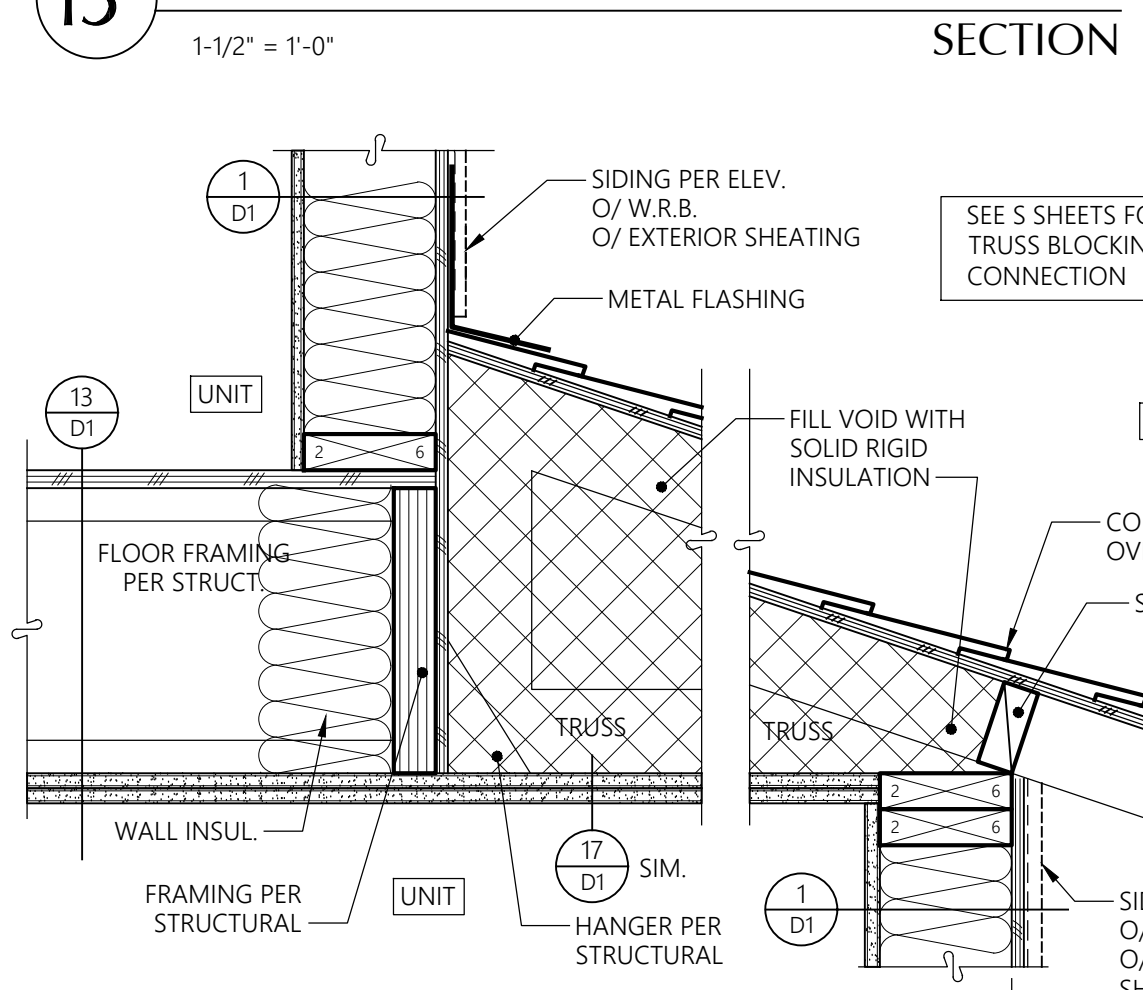 15
1-1/2" = 1'-0"
SECTION
1
D1
SIDING PER ELEV.
O/ W.R.B.
O/ EXTERIOR SHEATING
SEE S SHEETS
TRUSS
CONNECTION
METAL FLASHING
UNIT
13
D1
2 6
FILL VOID WITH
SOLID RIGID
INSULATION
FLOOR FRAMING
PER STRUCT.
TRUSS
TRUSS
2 6
2 6
WALL INSUL.
17
D1
SIM.
FRAMING PER
STRUCTURAL
UNIT
HANGER PER
STRUCTURAL
1
D1
O/
O/